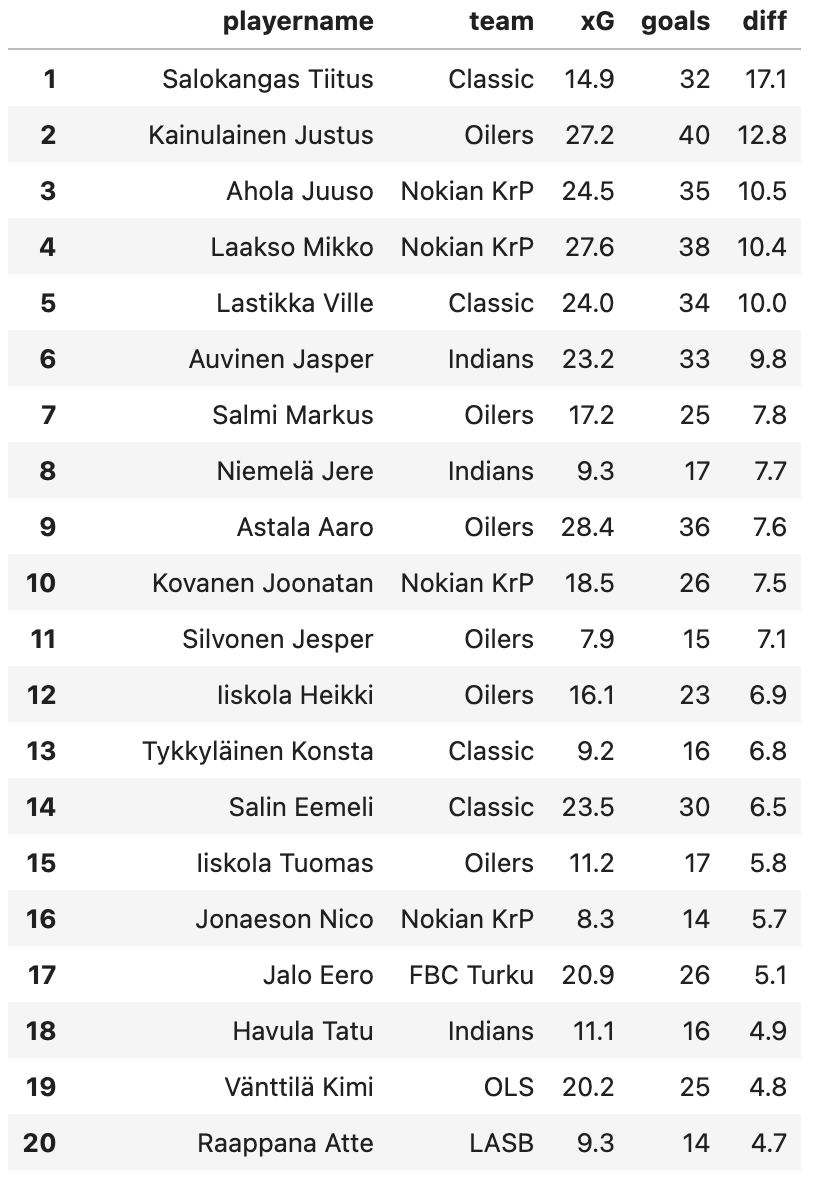 playername team xG goals diff
1 Salokangas Tiitus Classic 14.9 32 17.1
2 Kainulainen Justus Oilers 27.2 40 12.8
3 Ahola Juuso Nokian KrP 24.5 35 10.5
4 Laakso Mikko Nokian KrP 27.6 38 10.4
5 Lastikka Ville Classic 24.0 34 10.0
6 Auvinen Jasper Indians 23.2 33 9.8
7 Salmi Markus Oilers 17.2 25 7.8
8 Niemelä Jere Indians 9.3 17 7.7
9 Astala Aaro Oilers 28.4 36 7.6
10 Kovanen Joonatan Nokian KrP 18.5 26 7.5
11 Silvonen Jesper Oilers 7.9 15 7.1
12 Iiskola Heikki Oilers 16.1 23 6.9
13 Tykkyläinen Konsta Classic 9.2 16 6.8
14 Salin Eemeli Classic 23.5 30 6.5
15 Iiskola Tuomas Oilers 11.2 17 5.8
16 Jonaeson Nico Nokian KrP 8.3 14 5.7
17 Jalo Eero FBC Turku 20.9 26 5.1
18 Havula Tatu Indians 11.1 16 4.9
19 Vänttilä Kimi OLS 20.2 25 4.8
20 Raappana Atte LASB 9.3 14 4.7